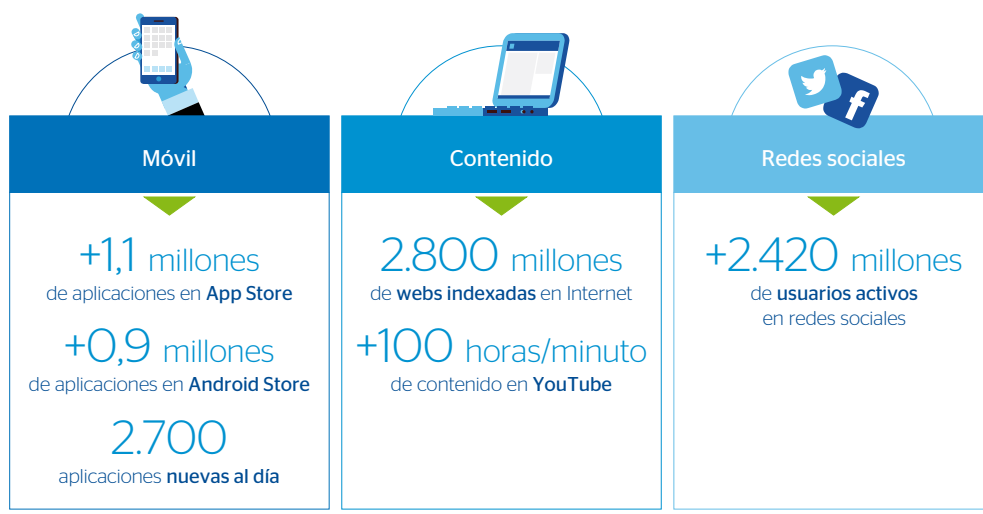 Móvil
+1,1 millones
de aplicaciones en App Store
+0,9 millones
de aplicaciones en Android Store
2.700
aplicaciones nuevas al día
Contenido
2.800 millones
de webs indexadas en Internet
+100 horas/minuto
de contenido en YouTube
Redes sociales
+2.420 millones
de usuarios activos
en redes sociales